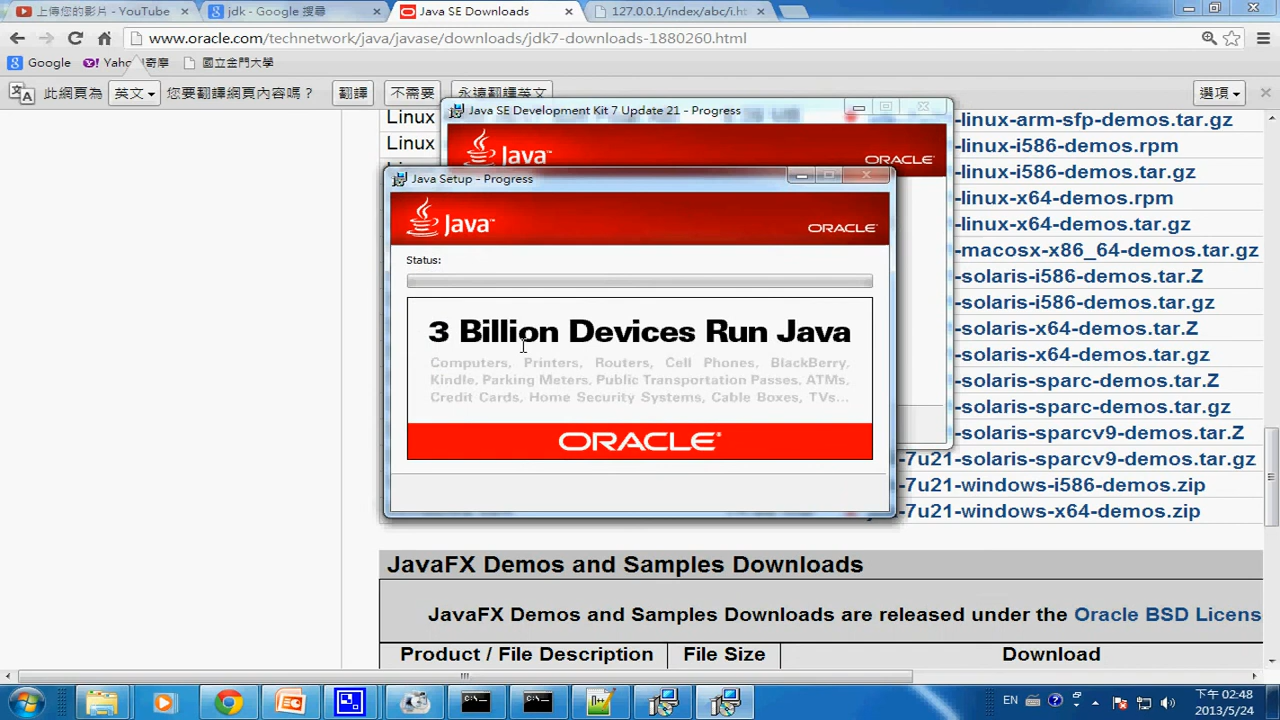 上傳您的影片 - YouTube
jdk - Google 搜尋
Java SE Downloads
127.0.0.1/index/abc/i.ht
www.oracle.com/technetwork/java/javase/downloads/jdk7-downloads-1880260.html
Google
Yahoo!奇摩
國立金門大學
此網頁為
英文
您要翻譯網頁內容嗎？
翻譯
不需要
永遠翻譯英文
選項
Linux
Linux
Java SE Development Kit 7 Update 21 - Progress
Java™
ORACLE
Java Setup - Progress
Java™
ORACLE
Status:
3 Billion Devices Run Java
Computers, Printers, Routers, Cell Phones, BlackBerry,
Kindle, Parking Meters, Public Transportation Passes, ATMs,
Credit Cards, Home Security Systems, Cable Boxes, TVs...
ORACLE®
-linux-arm-sfp-demos.tar.gz
-linux-i586-demos.rpm
-linux-i586-demos.tar.gz
-linux-x64-demos.rpm
-linux-x64-demos.tar.gz
-macosx-x86_64-demos.tar.gz
-solaris-i586-demos.tar.Z
-solaris-i586-demos.tar.gz
-solaris-x64-demos.tar.Z
-solaris-x64-demos.tar.gz
-solaris-sparc-demos.tar.Z
-solaris-sparc-demos.tar.gz
-solaris-sparcv9-demos.tar.Z
-7u21-solaris-sparcv9-demos.tar.gz
-7u21-windows-i586-demos.zip
-7u21-windows-x64-demos.zip
JavaFX Demos and Samples Downloads
JavaFX Demos and Samples Downloads are released under the Oracle BSD Licens
Product / File Description
File Size
Download
EN
下午 02:48
2013/5/24